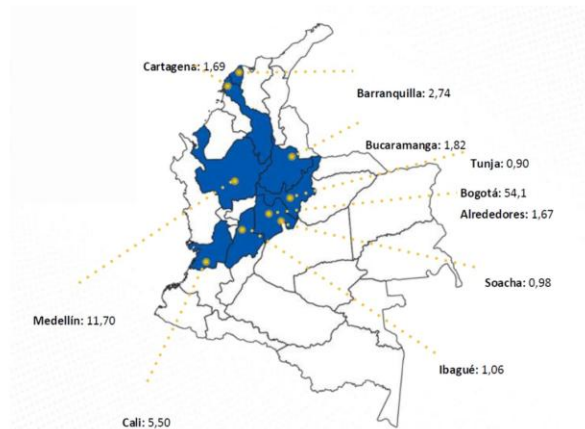 Cartagena: 1,69
Barranquilla: 2,74
Bucaramanga: 1,82
Tunja: 0,90
Bogotá: 54,1
Alrededores: 1,67
Soacha: 0,98
Medellín: 11,70
Ibagué: 1,06
Cali: 5,50